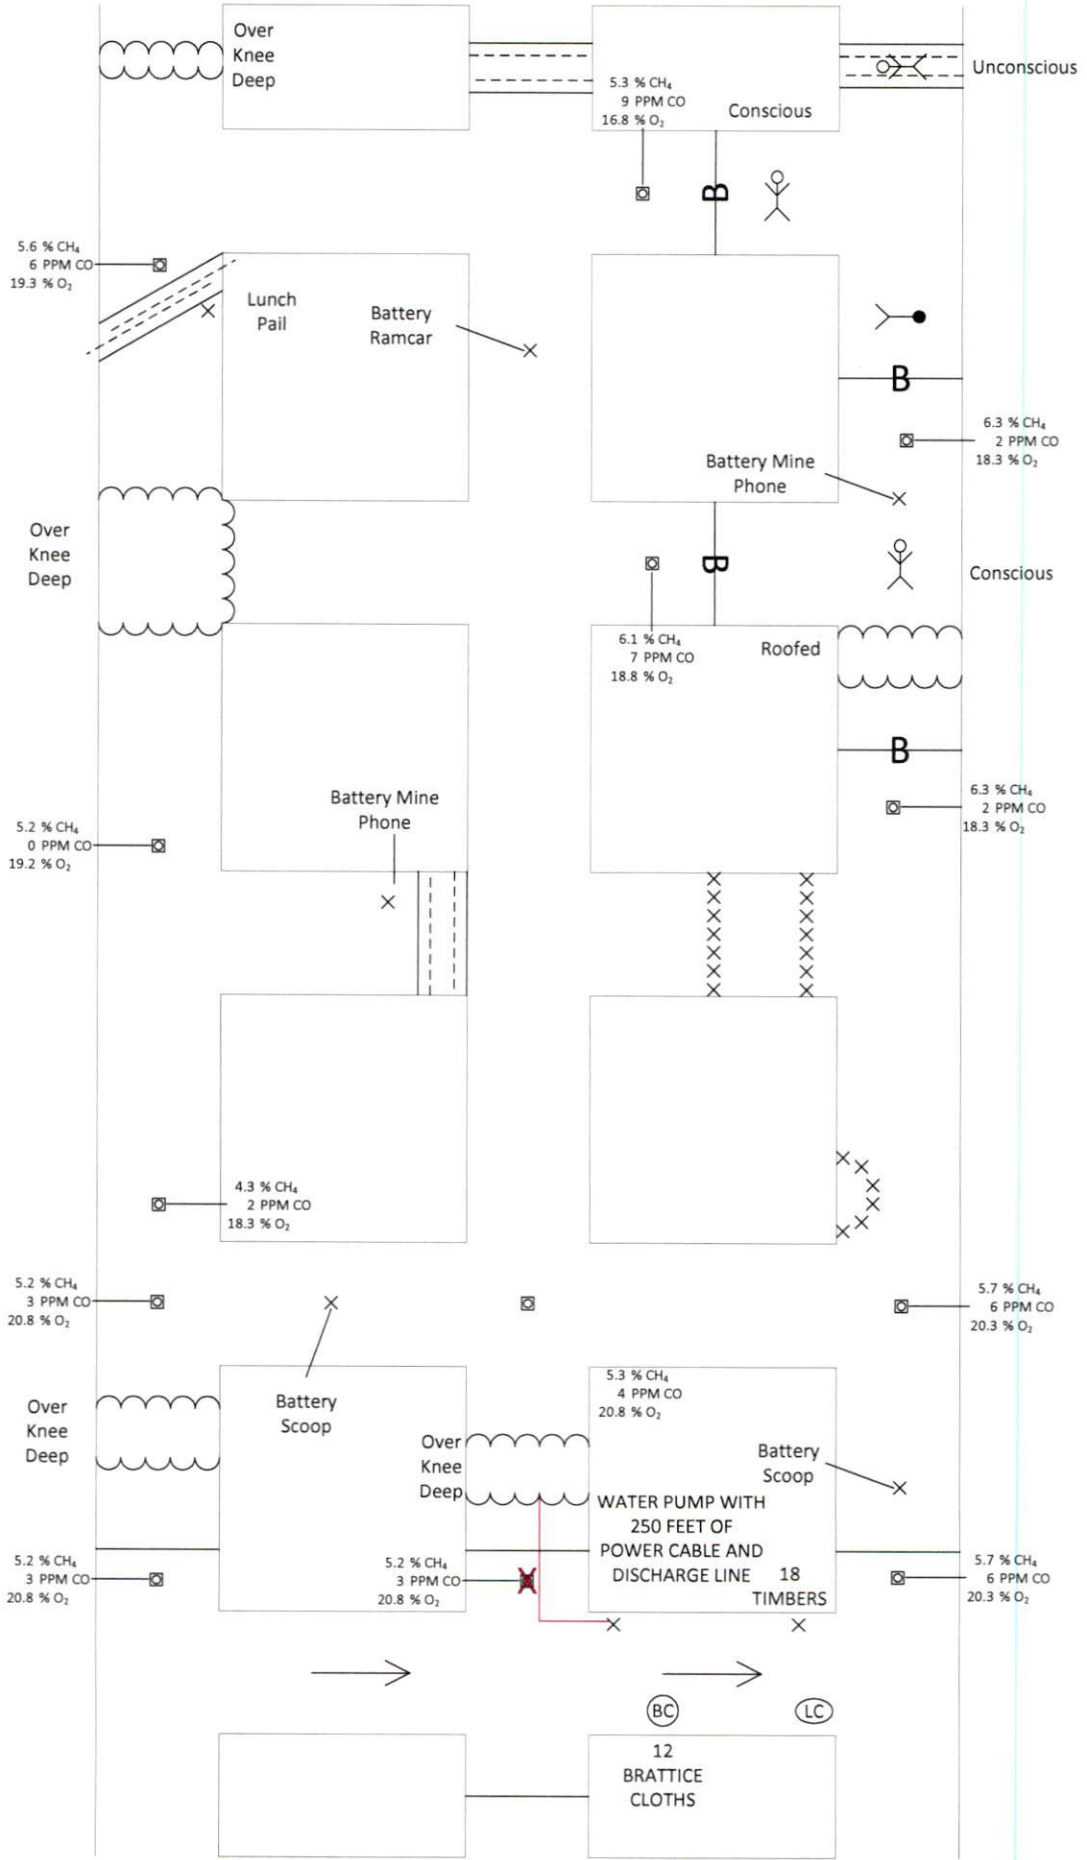 Over
Knee
Deep
Unconscious
5.3 % CH₄
9 PPM CO
16.8 % O₂
Conscious
B
5.6 % CH₄
6 PPM CO
19.3 % O₂
Lunch
Pail
Battery
Ramcar
B
6.3 % CH₄
2 PPM CO
18.3 % O₂
Battery Mine
Phone
Over
Knee
Deep
B
Conscious
6.1 % CH₄
7 PPM CO
18.8 % O₂
Roofed
B
6.3 % CH₄
2 PPM CO
18.3 % O₂
Battery Mine
Phone
5.2 % CH₄
0 PPM CO
19.2 % O₂
4.3 % CH₄
2 PPM CO
18.3 % O₂
5.2 % CH₄
3 PPM CO
20.8 % O₂
5.7 % CH₄
6 PPM CO
20.3 % O₂
Battery
Scoop
5.3 % CH₄
4 PPM CO
20.8 % O₂
Over
Knee
Deep
Over
Knee
Deep
Battery
Scoop
WATER PUMP WITH
250 FEET OF
POWER CABLE AND
DISCHARGE LINE
18
TIMBERS
5.2 % CH₄
3 PPM CO
20.8 % O₂
5.2 % CH₄
3 PPM CO
20.8 % O₂
5.7 % CH₄
6 PPM CO
20.3 % O₂
BC
LC
12
BRATTICE
CLOTHS